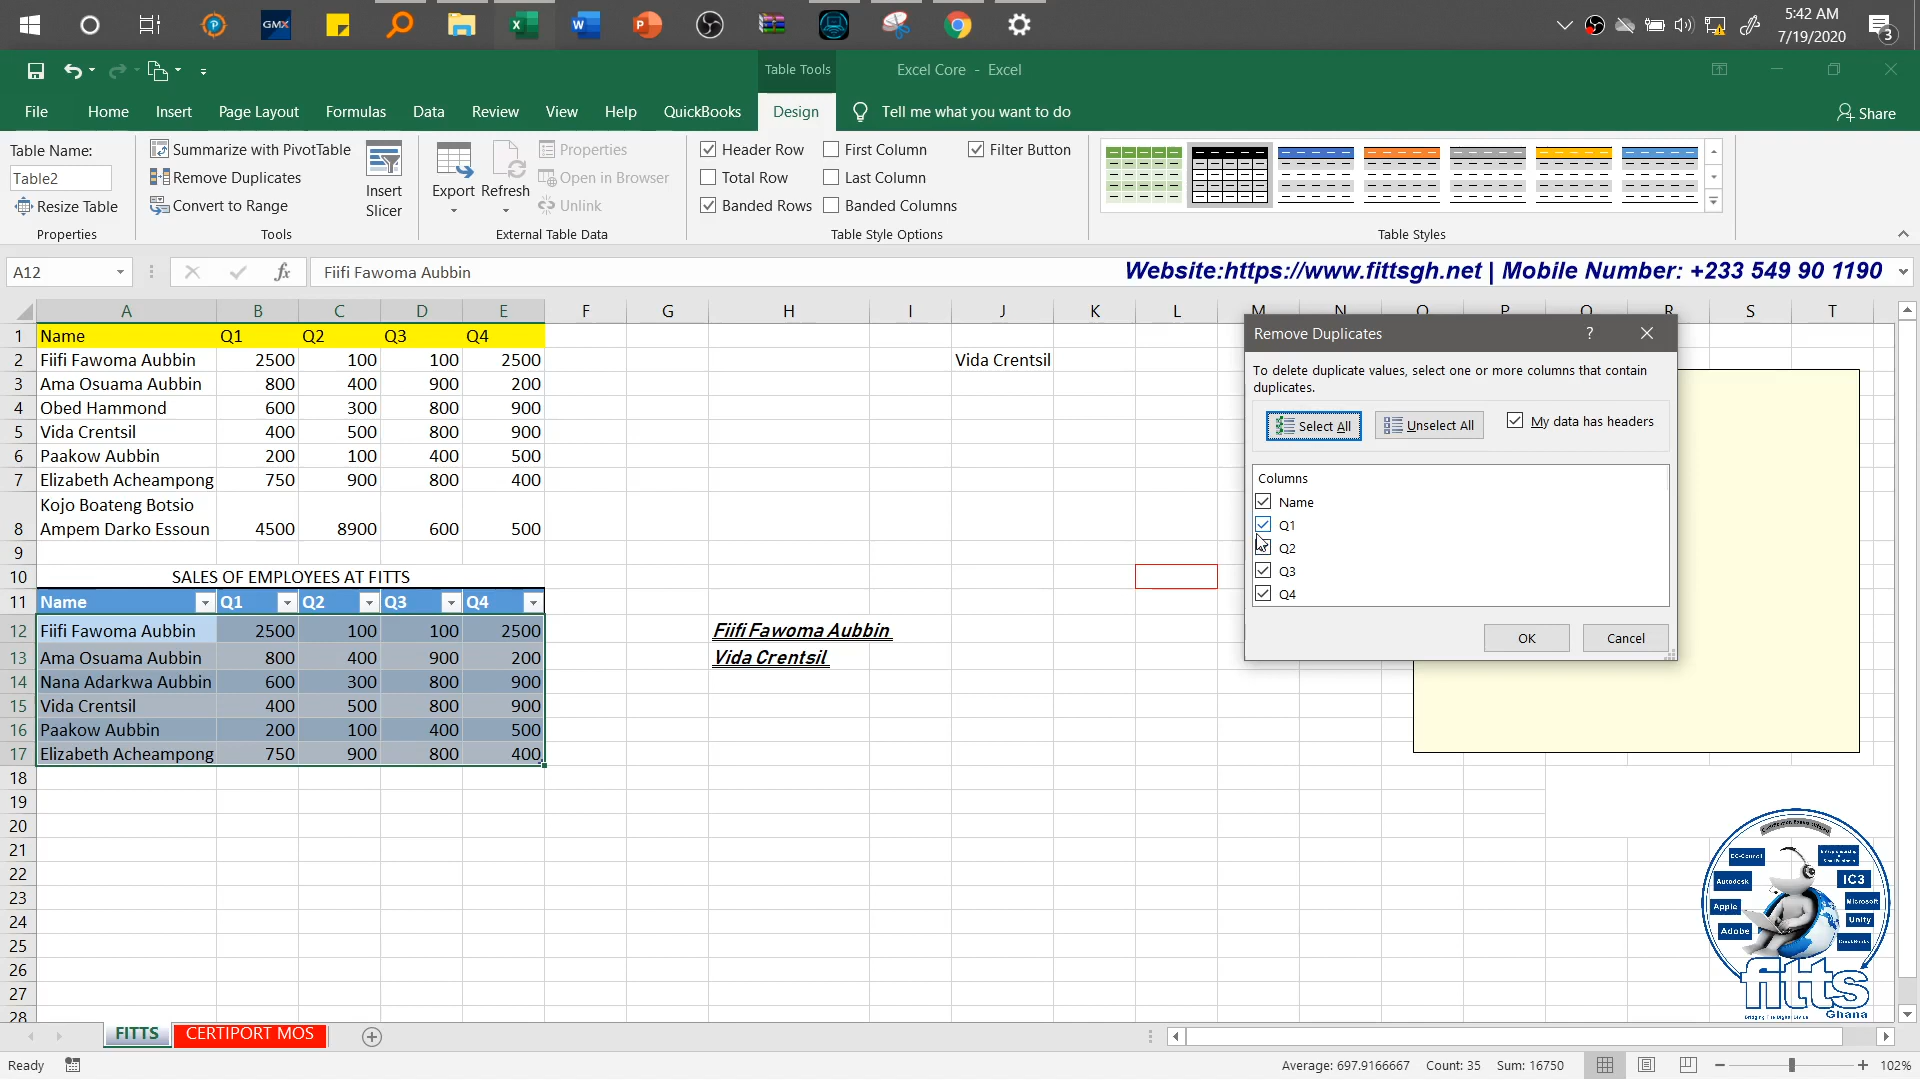 5:42 AM
7/19/2020
3
GMX
Table Tools
Excel Core - Excel
File Home Insert Page Layout Formulas Data Review View Help QuickBooks Design Tell me what you want to do Share
Table Name:
Table2
Resize Table
Properties
Summarize with PivotTable
Remove Duplicates
Convert to Range
Tools
Insert Slicer
Export
Refresh
Properties
Open in Browser
Unlink
External Table Data
Header Row First Column Filter Button
Total Row Last Column
Banded Rows Banded Columns
Table Style Options
Table Styles
A12
fx
Fiifi Fawoma Aubbin
Website:https://www.fittsgh.net | Mobile Number: +233 549 90 1190
A B C D E F G H I J K L M N O P Q R S T
1 Name Q1 Q2 Q3 Q4
2 Fiifi Fawoma Aubbin 2500 100 100 2500 Vida Crentsil
3 Ama Osuama Aubbin 800 400 900 200
4 Obed Hammond 600 300 800 900
5 Vida Crentsil 400 500 800 900
6 Paakow Aubbin 200 100 400 500
7 Elizabeth Acheampong 750 900 800 400
Kojo Boateng Botsio
8 Ampem Darko Essoun 4500 8900 600 500
9
10 SALES OF EMPLOYEES AT FITTS
11 Name Q1 Q2 Q3 Q4
12 Fiifi Fawoma Aubbin 2500 100 100 2500 Fiifi Fawoma Aubbin
13 Ama Osuama Aubbin 800 400 900 200 Vida Crentsil
14 Nana Adarkwa Aubbin 600 300 800 900
15 Vida Crentsil 400 500 800 900
16 Paakow Aubbin 200 100 400 500
17 Elizabeth Acheampong 750 900 800 400
18
19
20
21
22
23
24
25
26
27
28
Remove Duplicates ?
To delete duplicate values, select one or more columns that contain
duplicates.
Select All Unselect All My data has headers
Columns
Name
Q1
Q2
Q3
Q4
OK Cancel
EC-Council
Autodesk IC3
Apple Microsoft
Unity
Adobe QuickBooks
fitts
Ghana
FITTS CERTIPORT MOS
Ready Average: 697.9166667 Count: 35 Sum: 16750 102%